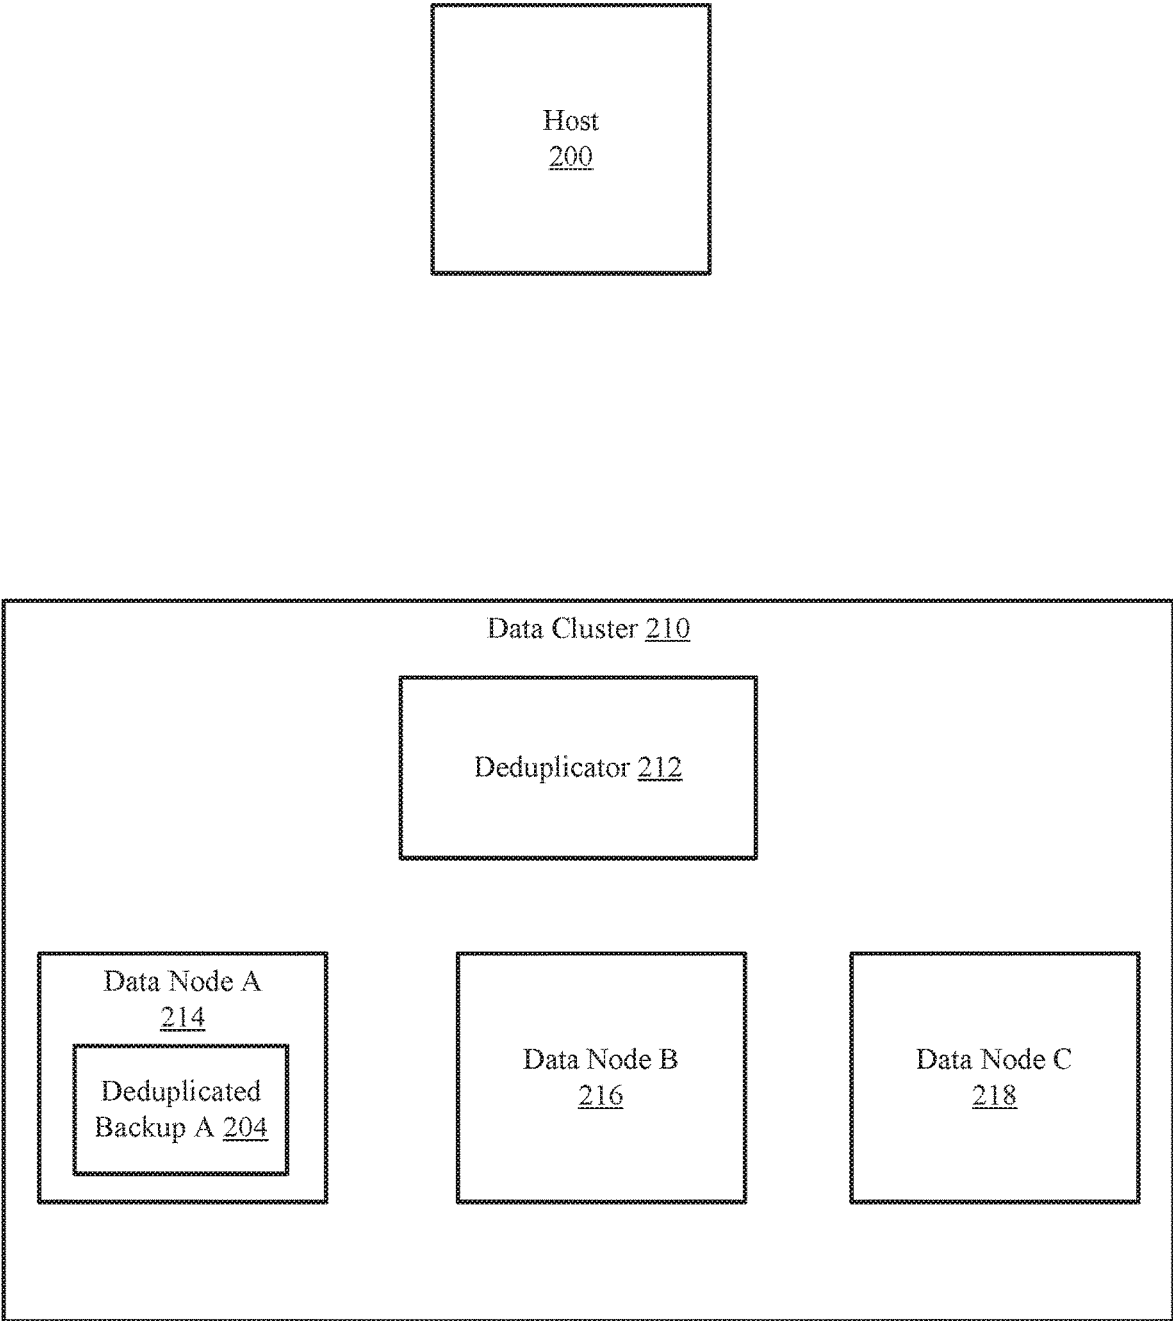 Host
200
Data Cluster 210
Deduplicator 212
Data Node A
214
Deduplicated
Backup A 204
Data Node B
216
Data Node C
218